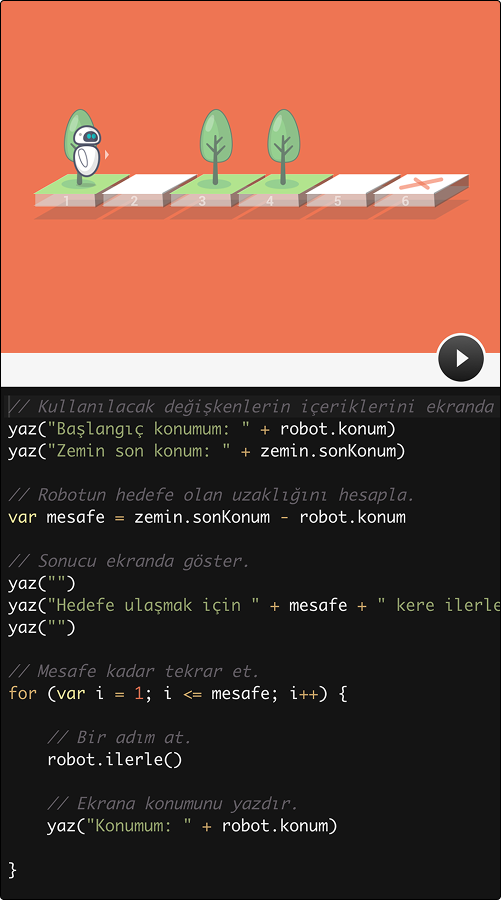 1 2 3 4 5 6
// Kullanılacak değişkenlerin içeriklerini ekranda
yaz("Başlangıç konumum: " + robot.konum)
yaz("Zemin son konum: " + zemin.sonKonum)
// Robotun hedefe olan uzaklığını hesapla.
var mesafe = zemin.sonKonum - robot.konum
// Sonucu ekranda göster.
yaz("")
yaz("Hedefe ulaşmak için " + mesafe + " kere ilerle
yaz("")
// Mesafe kadar tekrar et.
for (var i = 1; i <= mesafe; i++) {
// Bir adım at.
robot.ilerle()
// Ekrana konumunu yazdır.
yaz("Konumum: " + robot.konum)
}